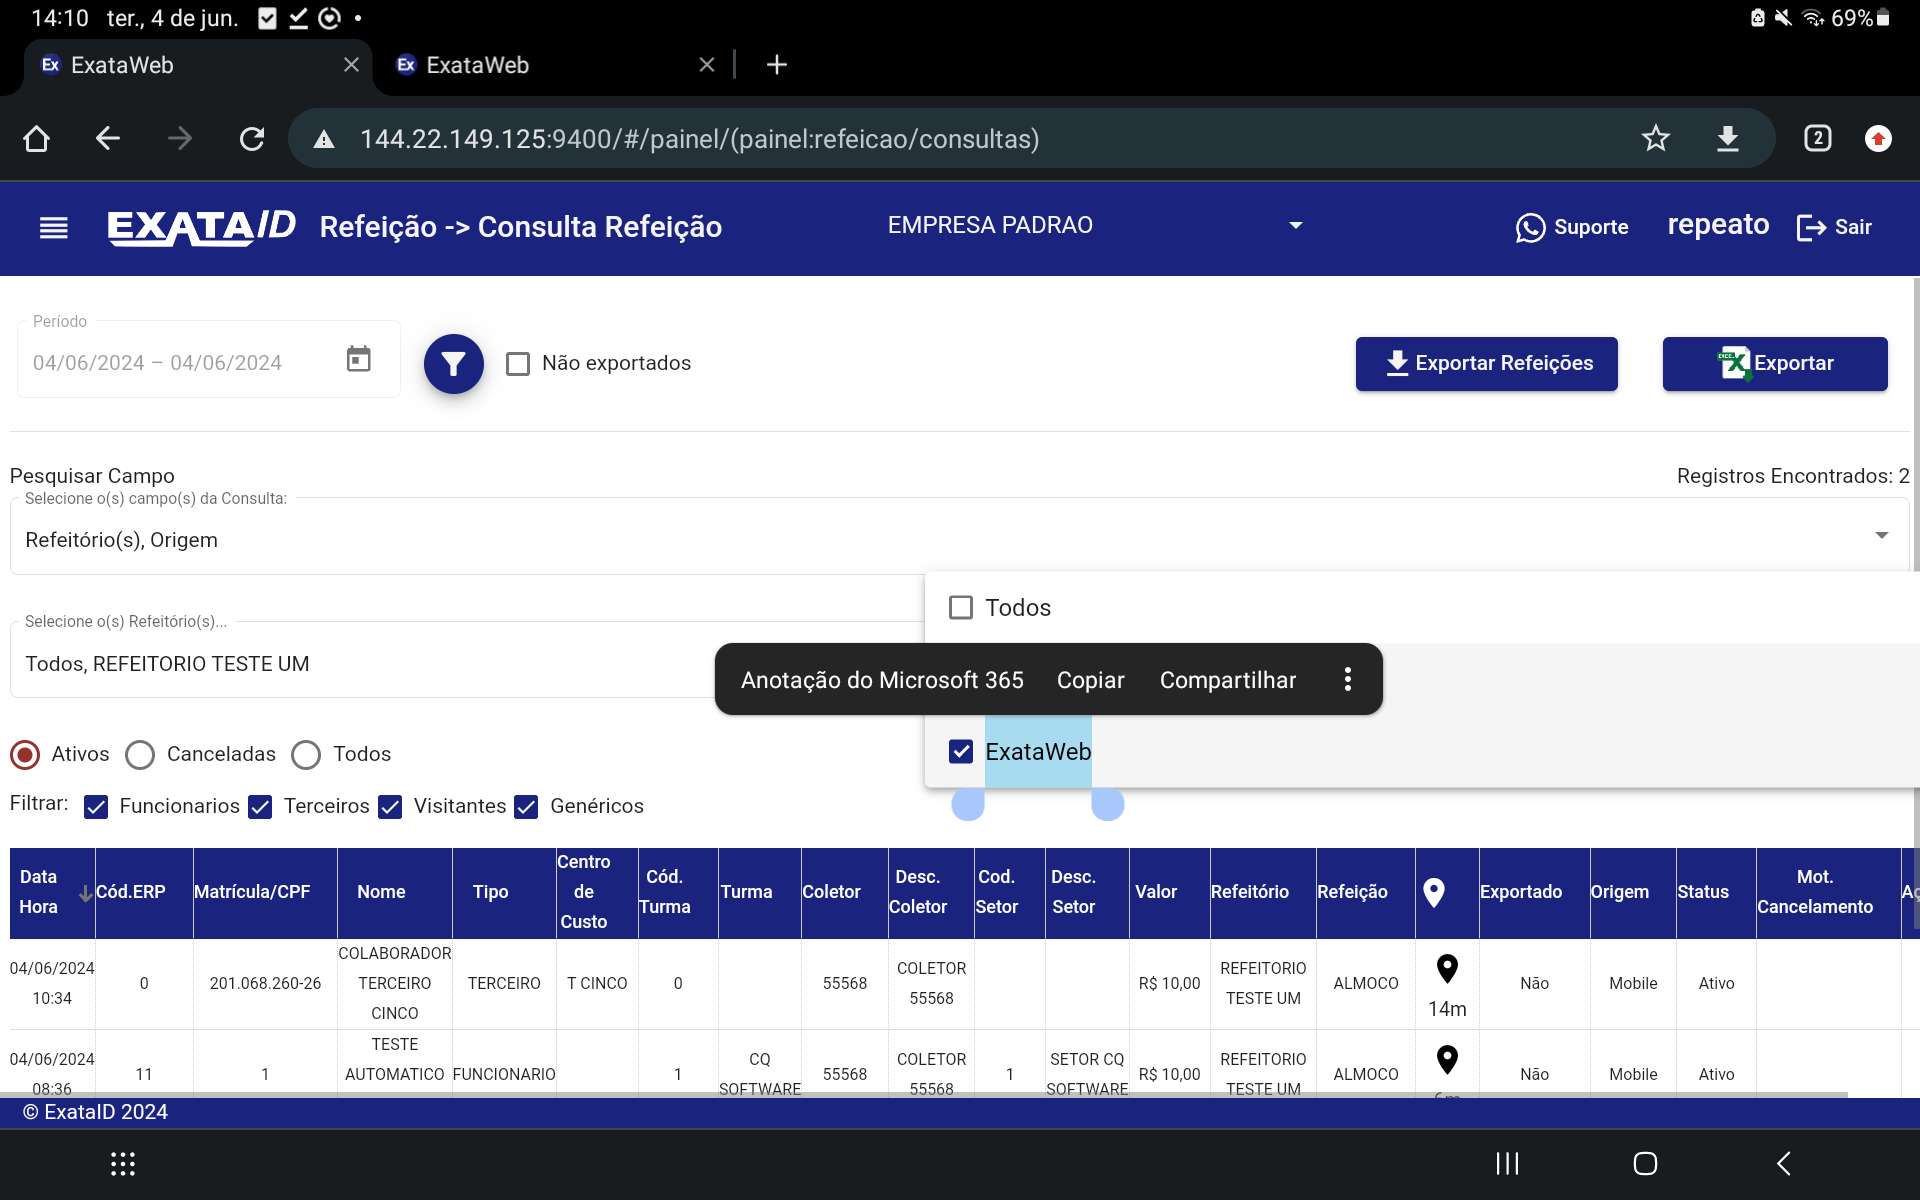 14:10 ter., 4 de jun. 69%
Ex ExataWeb Ex ExataWeb
144.22.149.125:9400/#/painel/(painel:refeicao/consultas) 2
EXATA/ID Refeição -> Consulta Refeição EMPRESA PADRAO Suporte repeato Sair
Período
04/06/2024 – 04/06/2024 Não exportados Exportar Refeições Exportar
Pesquisar Campo Registros Encontrados: 2
Selecione o(s) campo(s) da Consulta:
Refeitório(s), Origem
Todos
Selecione o(s) Refeitório(s)...
Todos, REFEITORIO TESTE UM
Anotação do Microsoft 365 Copiar Compartilhar
ExataWeb
Ativos Canceladas Todos
Filtrar: Funcionarios Terceiros Visitantes Genéricos
Data Hora Cód.ERP Matrícula/CPF Nome Tipo Centro de Custo Cód. Turma Turma Coletor Desc. Coletor Cod. Setor Desc. Setor Valor Refeitório Refeição Exportado Origem Status Mot. Cancelamento
04/06/2024 10:34 0 201.068.260-26 COLABORADOR TERCEIRO CINCO TERCEIRO T CINCO 0 55568 COLETOR 55568 R$ 10,00 REFEITORIO TESTE UM ALMOCO 14m Não Mobile Ativo
04/06/2024 08:36 11 1 TESTE AUTOMATICO FUNCIONARIO 1 CQ SOFTWARE 55568 COLETOR 55568 1 SETOR CQ SOFTWARE R$ 10,00 REFEITORIO TESTE UM ALMOCO Não Mobile Ativo
© ExataID 2024